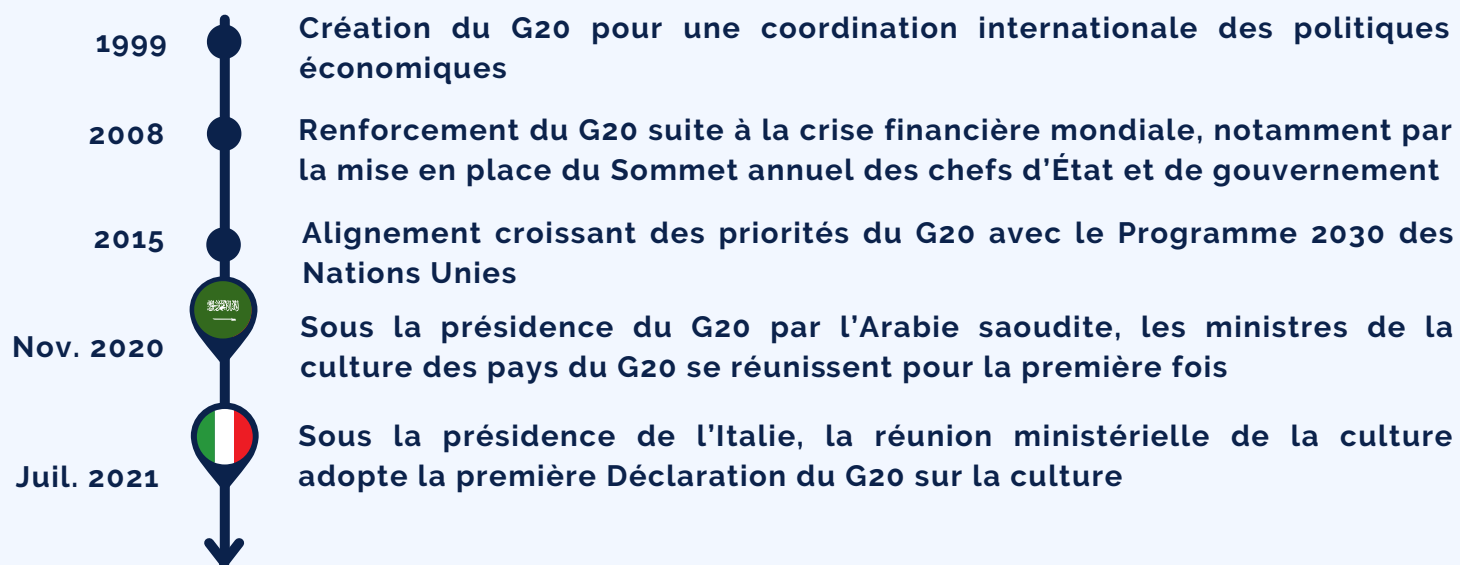 1999
Création du G20 pour une coordination internationale des politiques
économiques
2008
Renforcement du G20 suite à la crise financière mondiale, notamment par
la mise en place du Sommet annuel des chefs d'État et de gouvernement
2015
Alignement croissant des priorités du G20 avec le Programme 2030 des
Nations Unies
Nov. 2020
Sous la présidence du G20 par l'Arabie saoudite, les ministres de la
culture des pays du G20 se réunissent pour la première fois
Juil. 2021
Sous la présidence de l'Italie, la réunion ministérielle de la culture
adopte la première Déclaration du G20 sur la culture